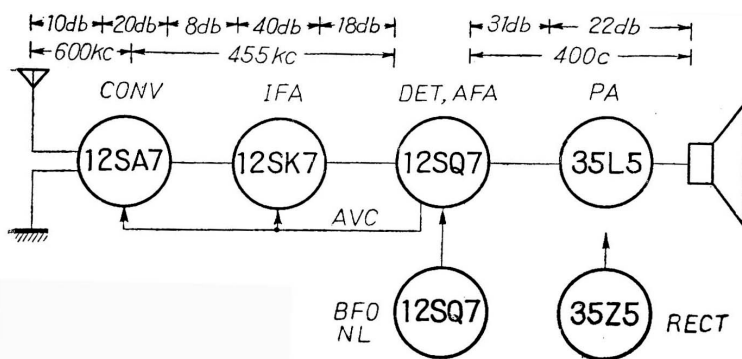 10db 20db 8db 40db 18db 31db 22db
600kc 455kc 400c
CONV IFA DET, AFA PA
12SA7 12SK7 12SQ7 35L5
AVC
BFO 12SQ7 35Z5 RECT
NL